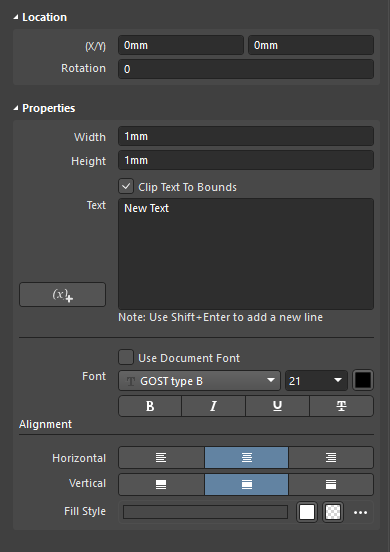 Location
(X/Y) 0mm 0mm
Rotation 0
Properties
Width 1mm
Height 1mm
Clip Text To Bounds
Text New Text
(x)+
Note: Use Shift+Enter to add a new line
Use Document Font
Font T GOST type B 21
B I U T
Alignment
Horizontal
Vertical
Fill Style ...